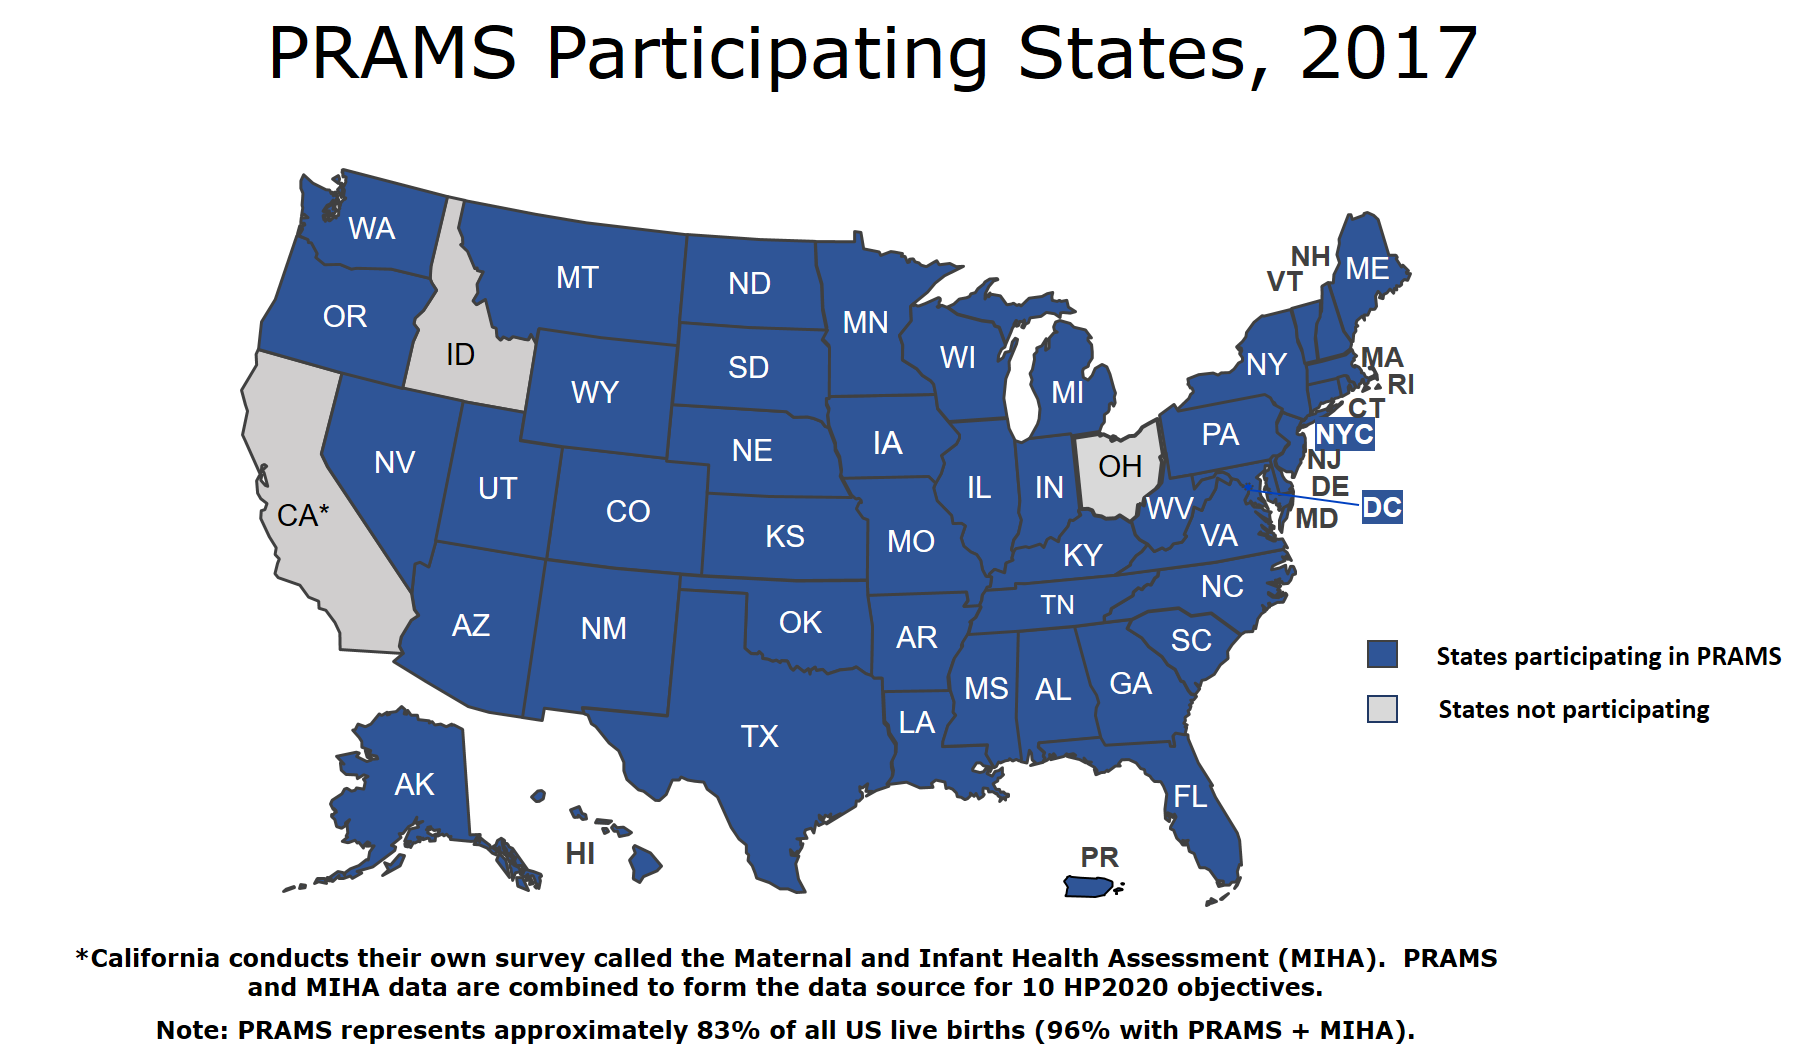 PRAMS Participating States, 2017
WA
MT
ND
MN
NH
ME
VT
OR
ID
SD
WI
MI
NY
MA
RI
WY
CT
NE
IA
PA
NYC
NV
UT
CO
IL
IN
OH
NJ
DE
CA*
KS
MO
WV
DC
MD
VA
KY
AZ
NM
OK
AR
TN
NC
SC
States participating in PRAMS
MS
AL
GA
States not participating
TX
LA
AK
FL
HI
PR
*California conducts their own survey called the Maternal and Infant Health Assessment (MIHA).  PRAMS
and MIHA data are combined to form the data source for 10 HP2020 objectives.
Note: PRAMS represents approximately 83% of all US live births (96% with PRAMS + MIHA).